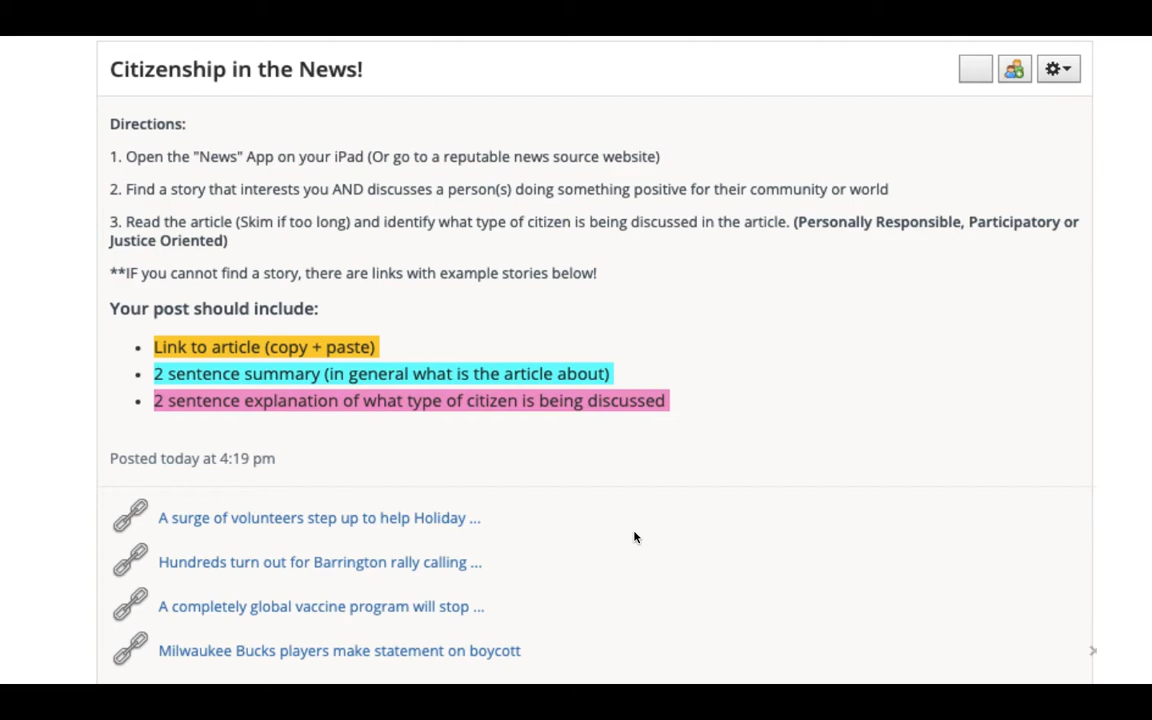 Citizenship in the News!
Directions:
1. Open the "News" App on your iPad (Or go to a reputable news source website)
2. Find a story that interests you AND discusses a person(s) doing something positive for their community or world
3. Read the article (Skim if too long) and identify what type of citizen is being discussed in the article. (Personally Responsible, Participatory or
Justice Oriented)
**IF you cannot find a story, there are links with example stories below!
Your post should include:
• Link to article (copy + paste)
• 2 sentence summary (in general what is the article about)
• 2 sentence explanation of what type of citizen is being discussed
Posted today at 4:19 pm
A surge of volunteers step up to help Holiday ...
Hundreds turn out for Barrington rally calling ...
A completely global vaccine program will stop ...
Milwaukee Bucks players make statement on boycott